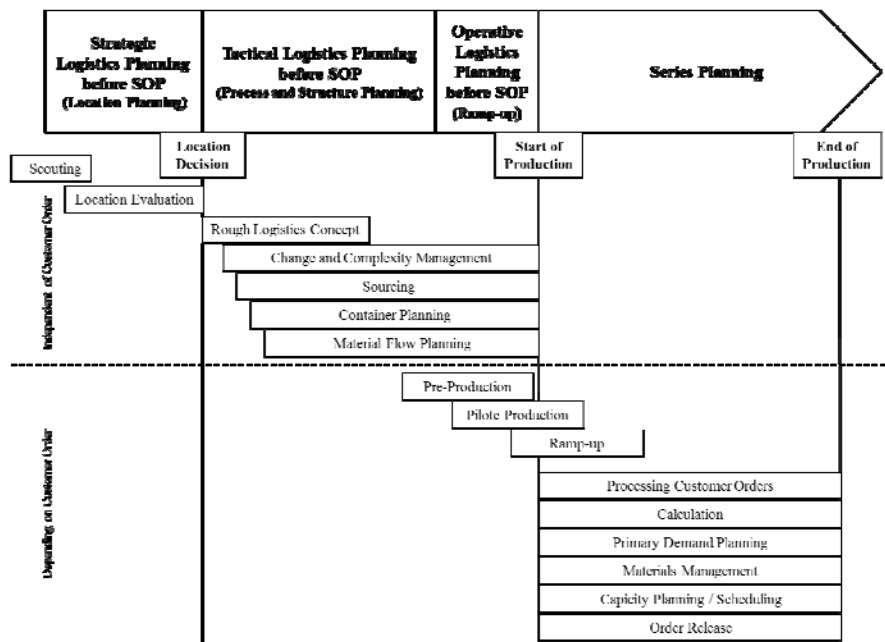 Strategic
Logistics Planning
before SOP
(Location Planning)
Tactical Logistics Planning
before SOP
(Process and Structure Planning)
Operative
Logistics
Planning
before SOP
(Ramp-up)
Series Planning
Location
Decision
Start of
Production
End of
Production
Scouting
Location Evaluation
Rough Logistics Concept
Change and Complexity Management
Sourcing
Container Planning
Material Flow Planning
Independent of Customer Order
Pre-Production
Pilote Production
Ramp-up
Processing Customer Orders
Calculation
Primary Demand Planning
Materials Management
Capicity Planning / Scheduling
Order Release
Depending on Customer Order